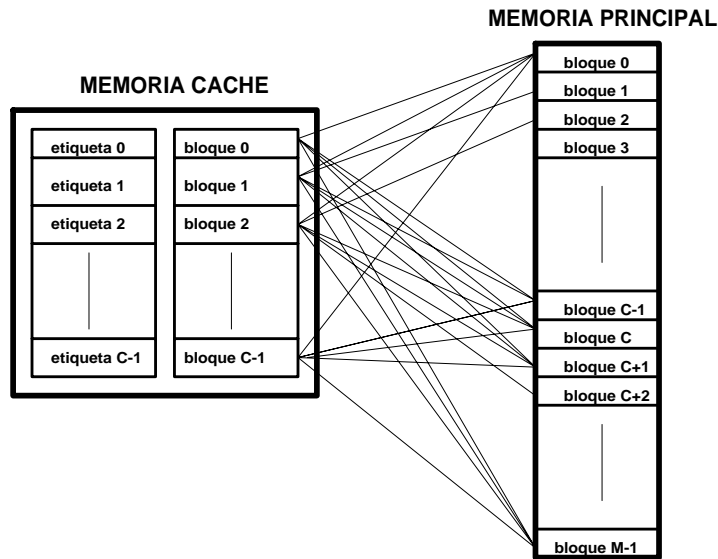 MEMORIA PRINCIPAL
MEMORIA CACHE
etiqueta 0
etiqueta 1
etiqueta 2
etiqueta C-1
bloque 0
bloque 1
bloque 2
bloque C-1
bloque 0
bloque 1
bloque 2
bloque 3
bloque C-1
bloque C
bloque C+1
bloque C+2
bloque M-1